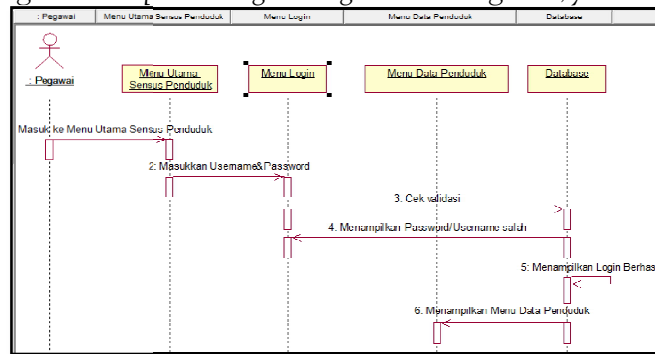 : Pegawai
Menu Utama Sensus Penduduk
Menu Login
Menu Data Penduduk
Database
: Pegawai
Menu Utama
Sensus Penduduk
Menu Login
Menu Data Penduduk
Database
Masuk ke Menu Utama Sensus Penduduk
2: Masukkan Username&Password
3. Cek validasi
4. Menampilkan Password/Username salah
5: Menampilkan Login Berhas
6. Menampilkan Menu Data Penduduk